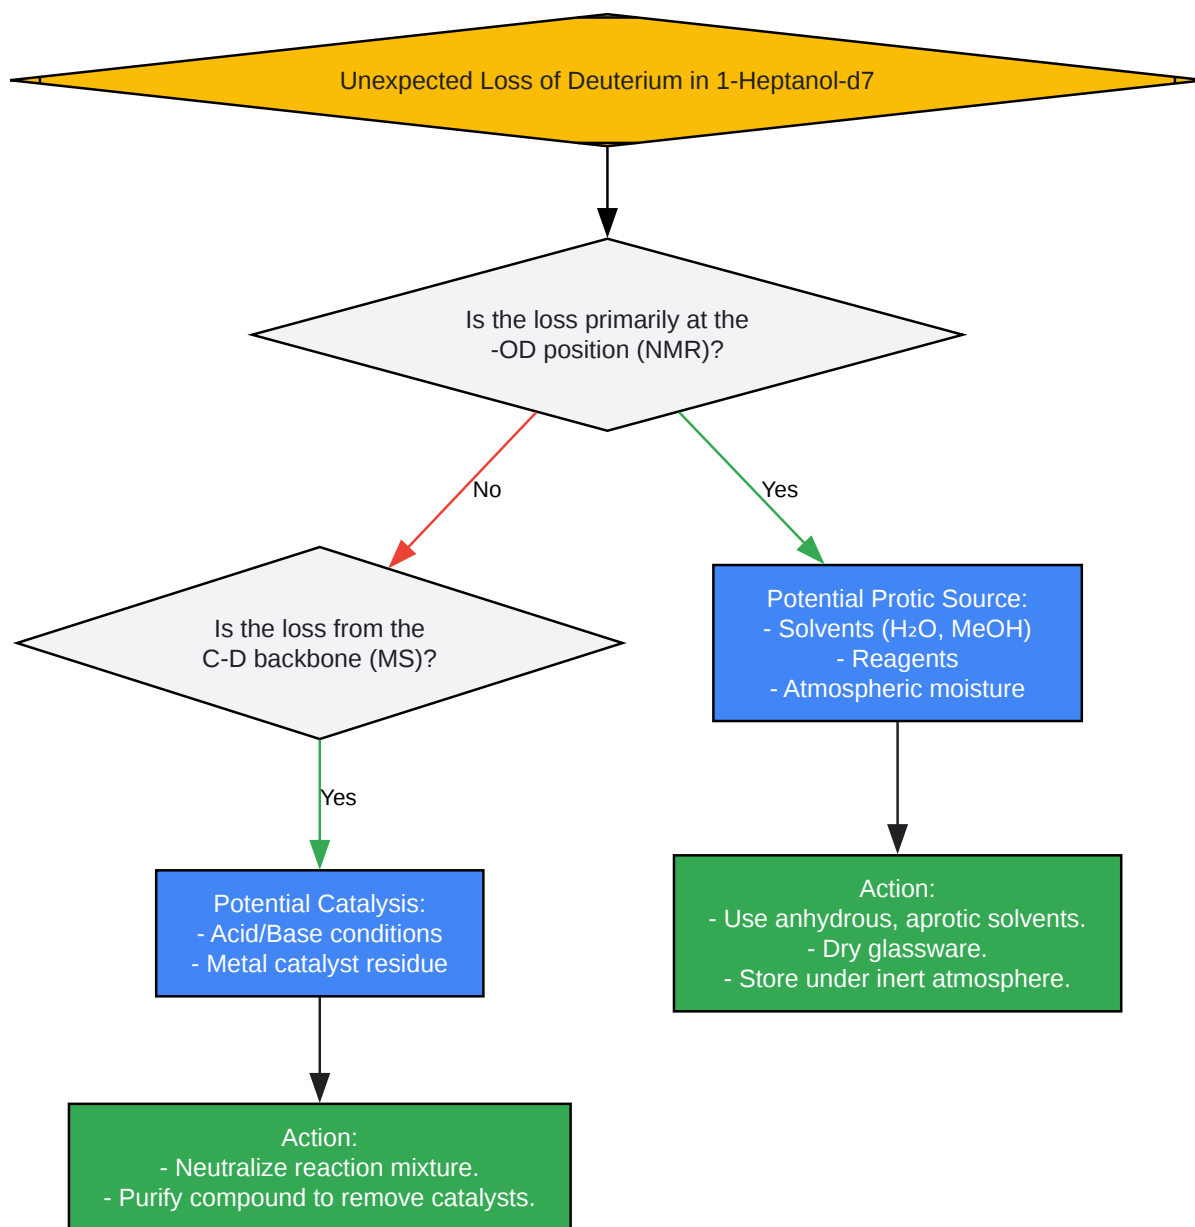 Unexpected Loss of Deuterium in 1-Heptanol-d7
Is the loss primarily at the
-OD position (NMR)?
No
Yes
Is the loss from the
C-D backbone (MS)?
Potential Protic Source:
- Solvents (H₂O, MeOH)
- Reagents
- Atmospheric moisture
Yes
Potential Catalysis:
- Acid/Base conditions
- Metal catalyst residue
Action:
- Use anhydrous, aprotic solvents.
- Dry glassware.
- Store under inert atmosphere.
Action:
- Neutralize reaction mixture.
- Purify compound to remove catalysts.